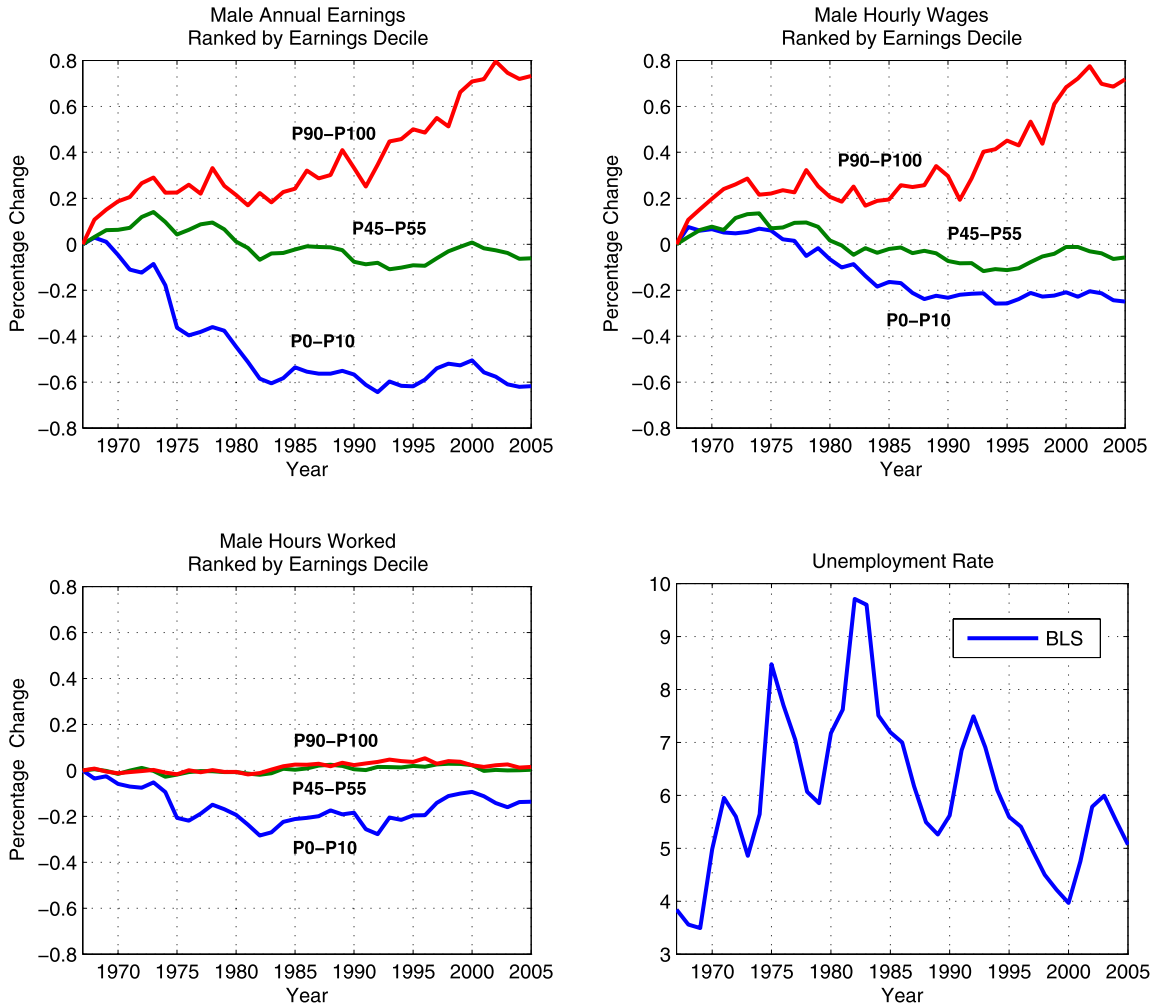 Male Annual Earnings
Ranked by Earnings Decile
0.8
0.6
0.4
0.2
0
−0.2
−0.4
−0.6
−0.8
Percentage Change
P90−P100
P45−P55
P0−P10
1970 1975 1980 1985 1990 1995 2000 2005
Year
Male Hourly Wages
Ranked by Earnings Decile
0.8
0.6
0.4
0.2
0
−0.2
−0.4
−0.6
−0.8
Percentage Change
P90−P100
P45−P55
P0−P10
1970 1975 1980 1985 1990 1995 2000 2005
Year
Male Hours Worked
Ranked by Earnings Decile
0.8
0.6
0.4
0.2
0
−0.2
−0.4
−0.6
−0.8
Percentage Change
P90−P100
P45−P55
P0−P10
1970 1975 1980 1985 1990 1995 2000 2005
Year
Unemployment Rate
10
9
8
7
6
5
4
3
BLS
1970 1975 1980 1985 1990 1995 2000 2005
Year